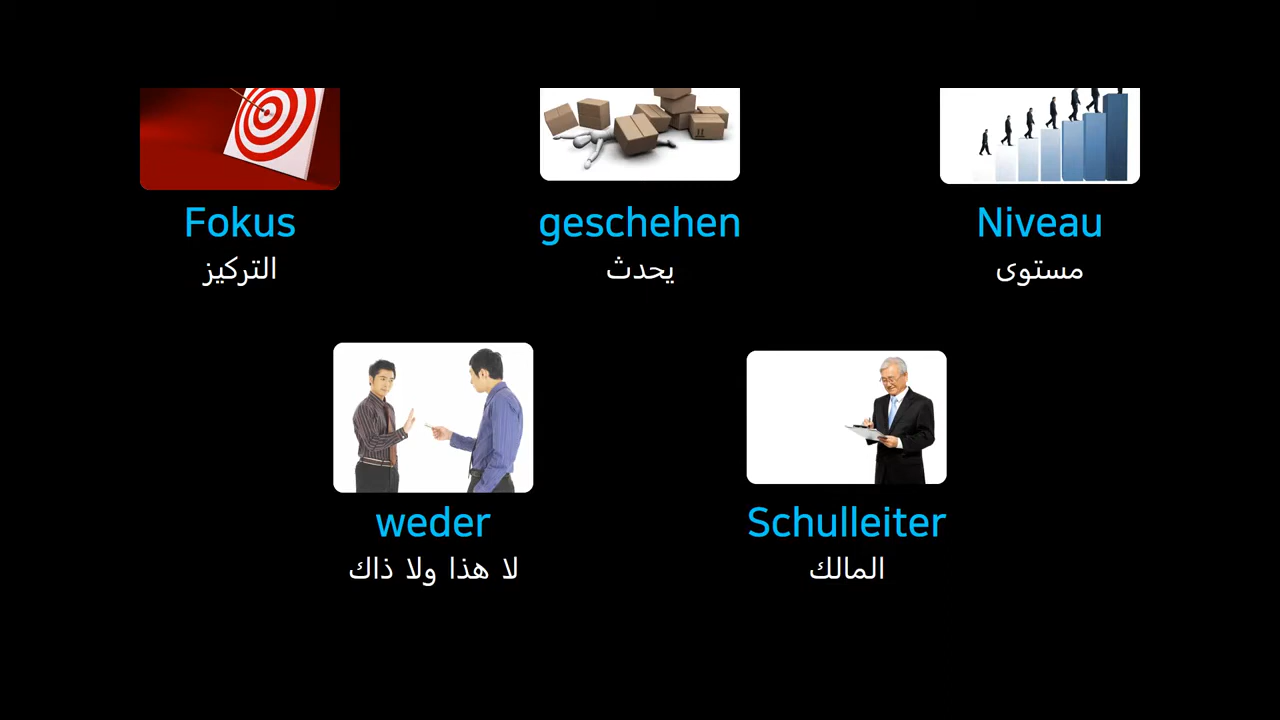 Fokus
التركيز
geschehen
يحدث
Niveau
مستوى
weder
لا هذا ولا ذاك
Schulleiter
المالك